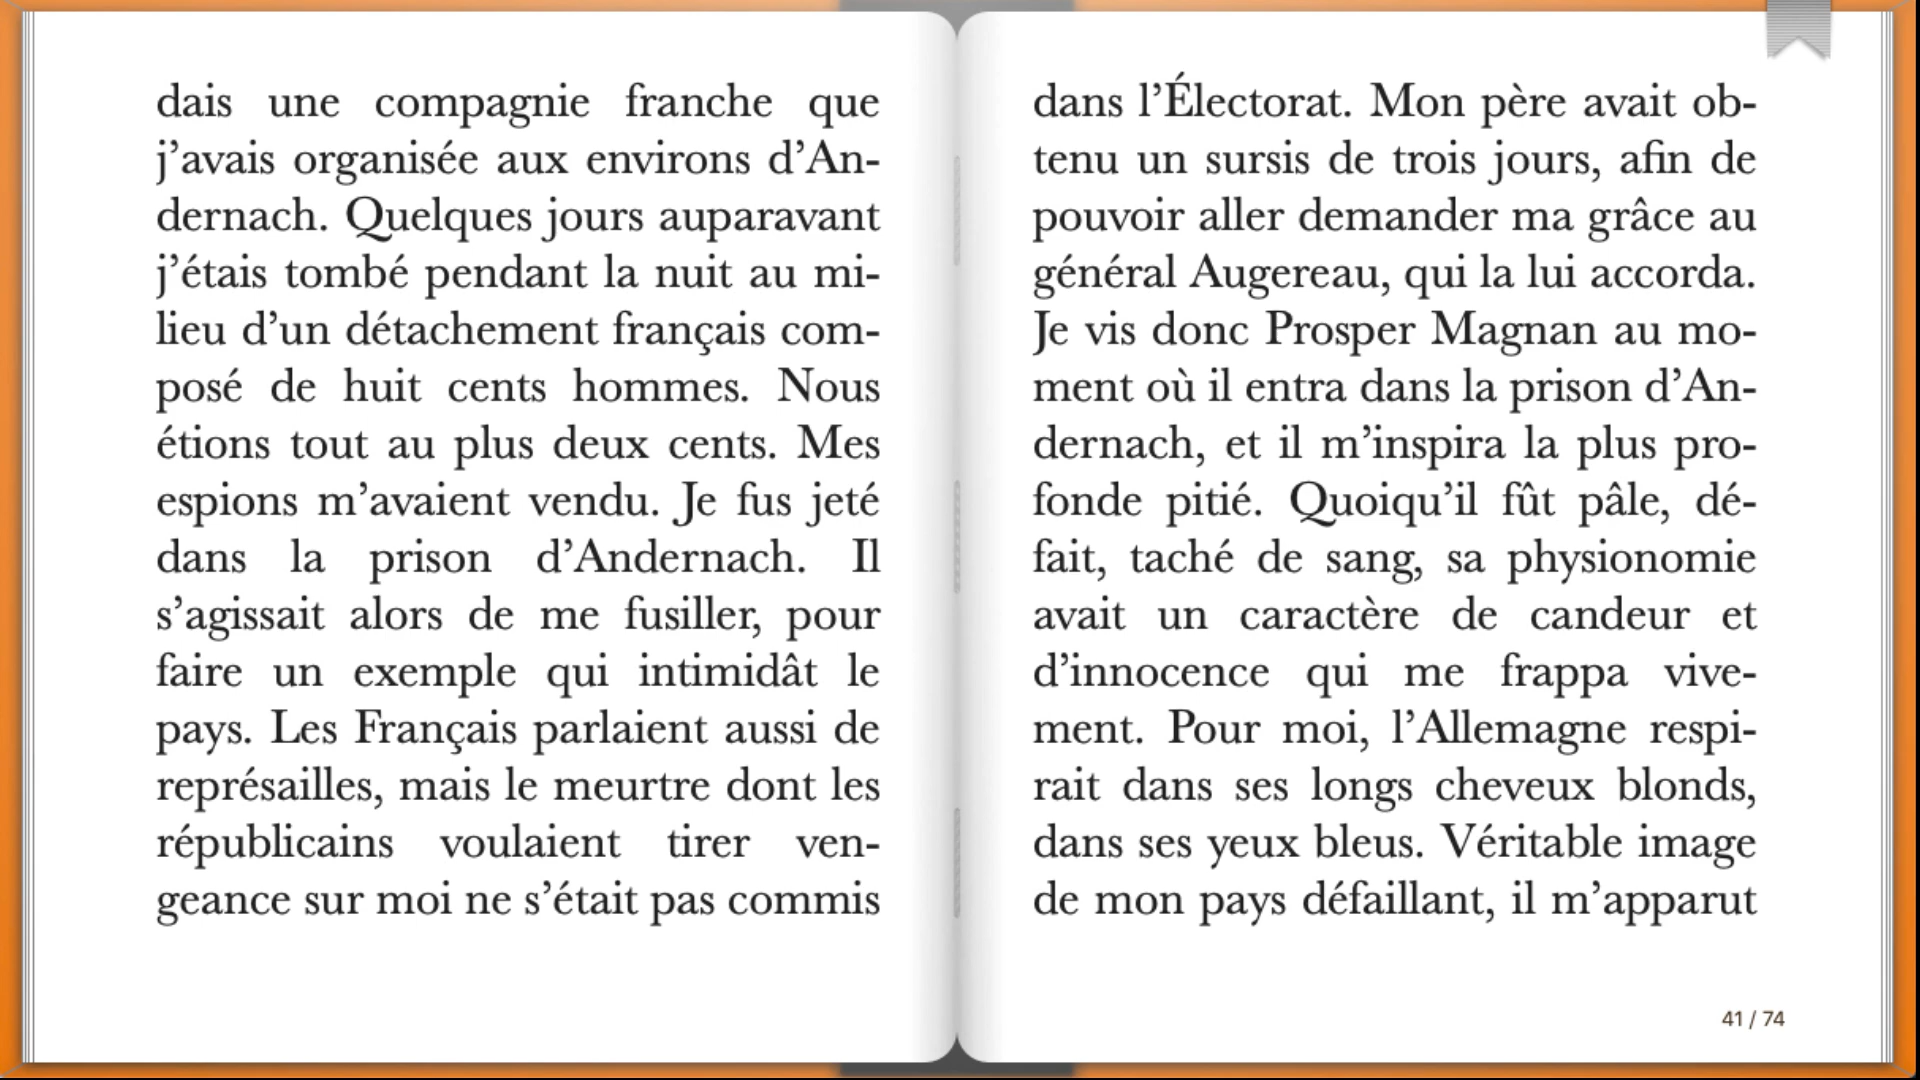 dais une compagnie franche que
j’avais organisée aux environs d’An-
dernach. Quelques jours auparavant
j’étais tombé pendant la nuit au mi-
lieu d’un détachement français com-
posé de huit cents hommes. Nous
étions tout au plus deux cents. Mes
espions m’avaient vendu. Je fus jeté
dans la prison d’Andernach. Il
s’agissait alors de me fusiller, pour
faire un exemple qui intimidât le
pays. Les Français parlaient aussi de
représailles, mais le meurtre dont les
républicains voulaient tirer ven-
geance sur moi ne s’était pas commis
dans l’Électorat. Mon père avait ob-
tenu un sursis de trois jours, afin de
pouvoir aller demander ma grâce au
général Augereau, qui la lui accorda.
Je vis donc Prosper Magnan au mo-
ment où il entra dans la prison d’An-
dernach, et il m’inspira la plus pro-
fonde pitié. Quoiqu’il fût pâle, dé-
fait, taché de sang, sa physionomie
avait un caractère de candeur et
d’innocence qui me frappa vive-
ment. Pour moi, l’Allemagne respi-
rait dans ses longs cheveux blonds,
dans ses yeux bleus. Véritable image
de mon pays défaillant, il m’apparut
41 / 74